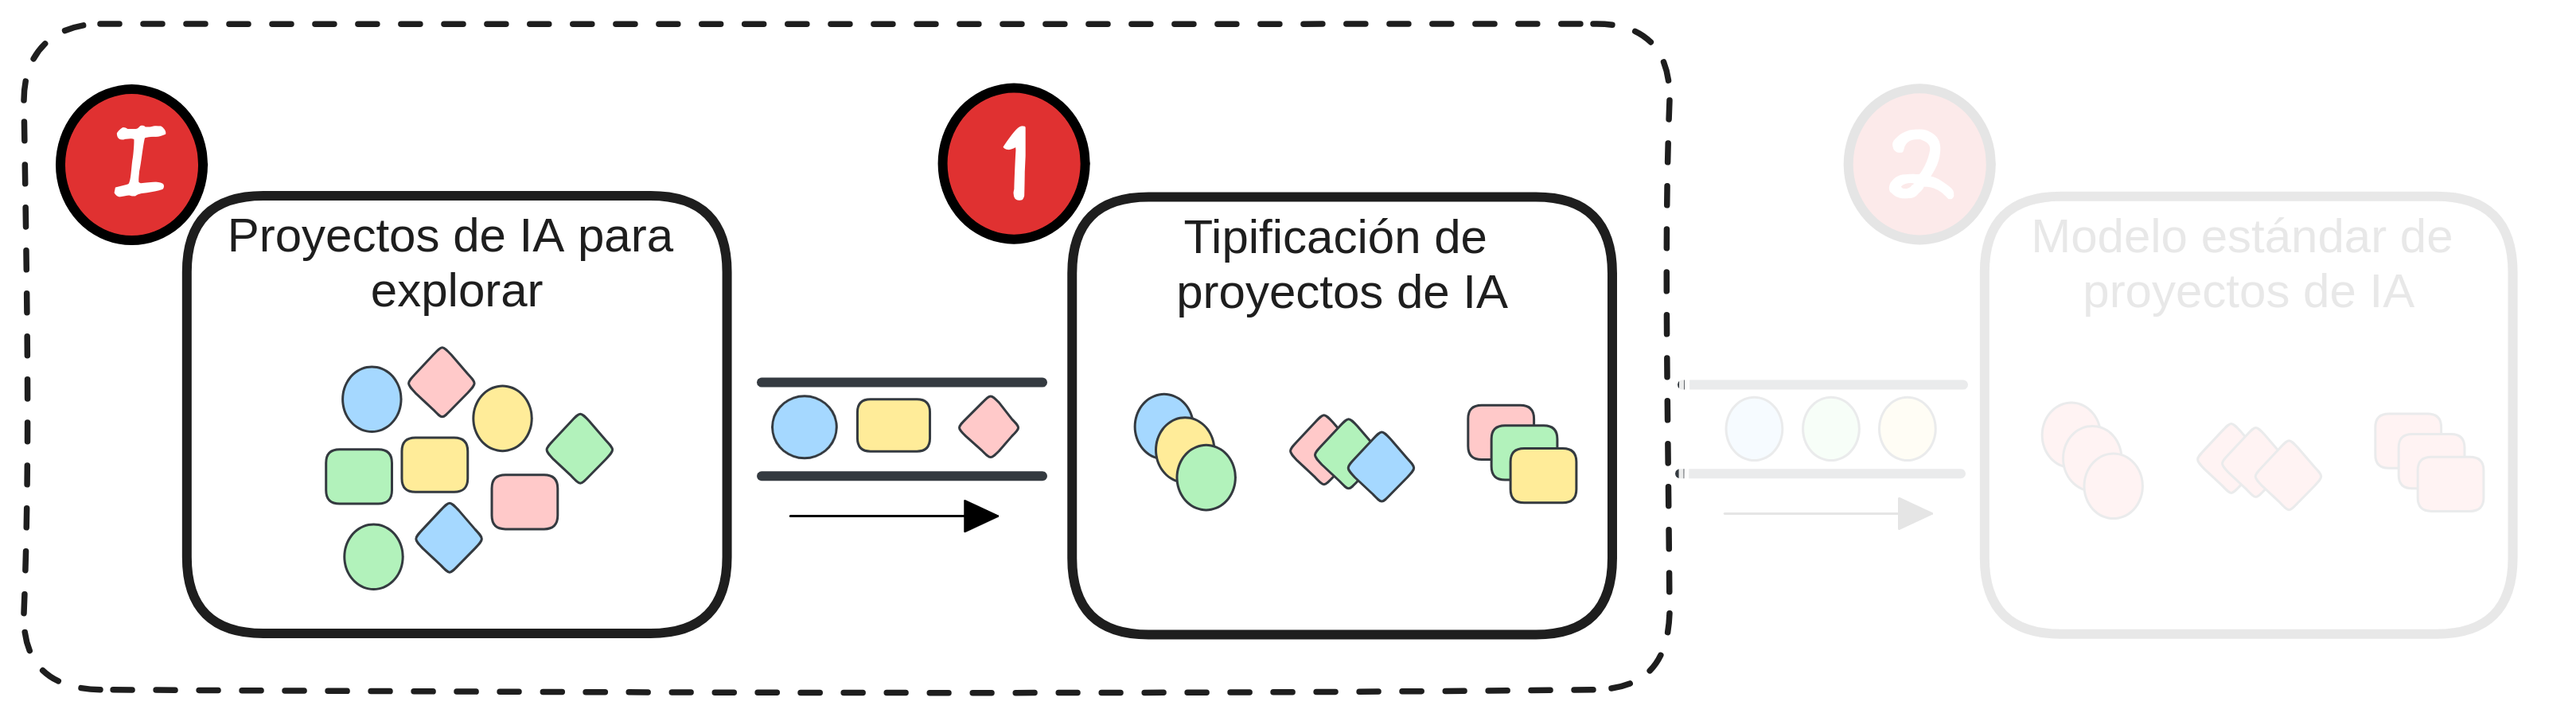 I
Proyectos de IA para
explorar
1
Tipificación de
proyectos de IA
2
Modelo estándar de
proyectos de IA